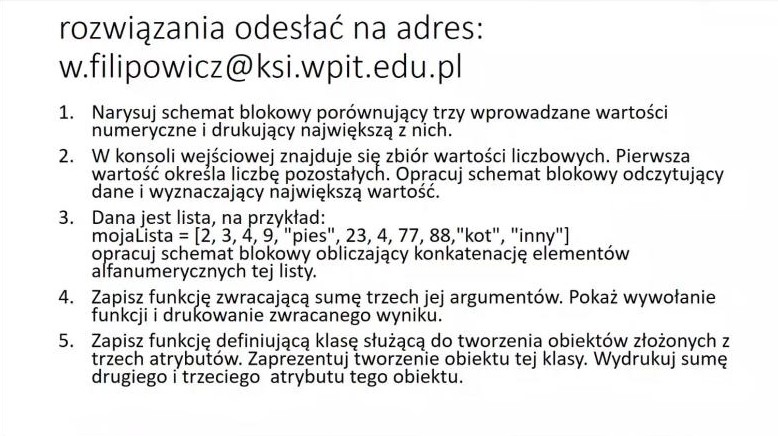 rozwiązania odesłać na adres:
w.filipowicz@ksi.wpit.edu.pl
1. Narysuj schemat blokowy porównujący trzy wprowadzane wartości
numeryczne i drukujący największą z nich.
2. W konsoli wejściowej znajduje się zbiór wartości liczbowych. Pierwsza
wartość określa liczbę pozostałych. Opracuj schemat blokowy odczytujący
dane i wyznaczający największą wartość.
3. Dana jest lista, na przykład:
mojaLista = [2, 3, 4, 9, "pies", 23, 4, 77, 88,"kot", "inny"]
opracuj schemat blokowy obliczający konkatenację elementów
alfanumerycznych tej listy.
4. Zapisz funkcję zwracającą sumę trzech jej argumentów. Pokaż wywołanie
funkcji i drukowanie zwracanego wyniku.
5. Zapisz funkcję definiującą klasę służącą do tworzenia obiektów złożonych z
trzech atrybutów. Zaprezentuj tworzenie obiektu tej klasy. Wydrukuj sumę
drugiego i trzeciego atrybutu tego obiektu.